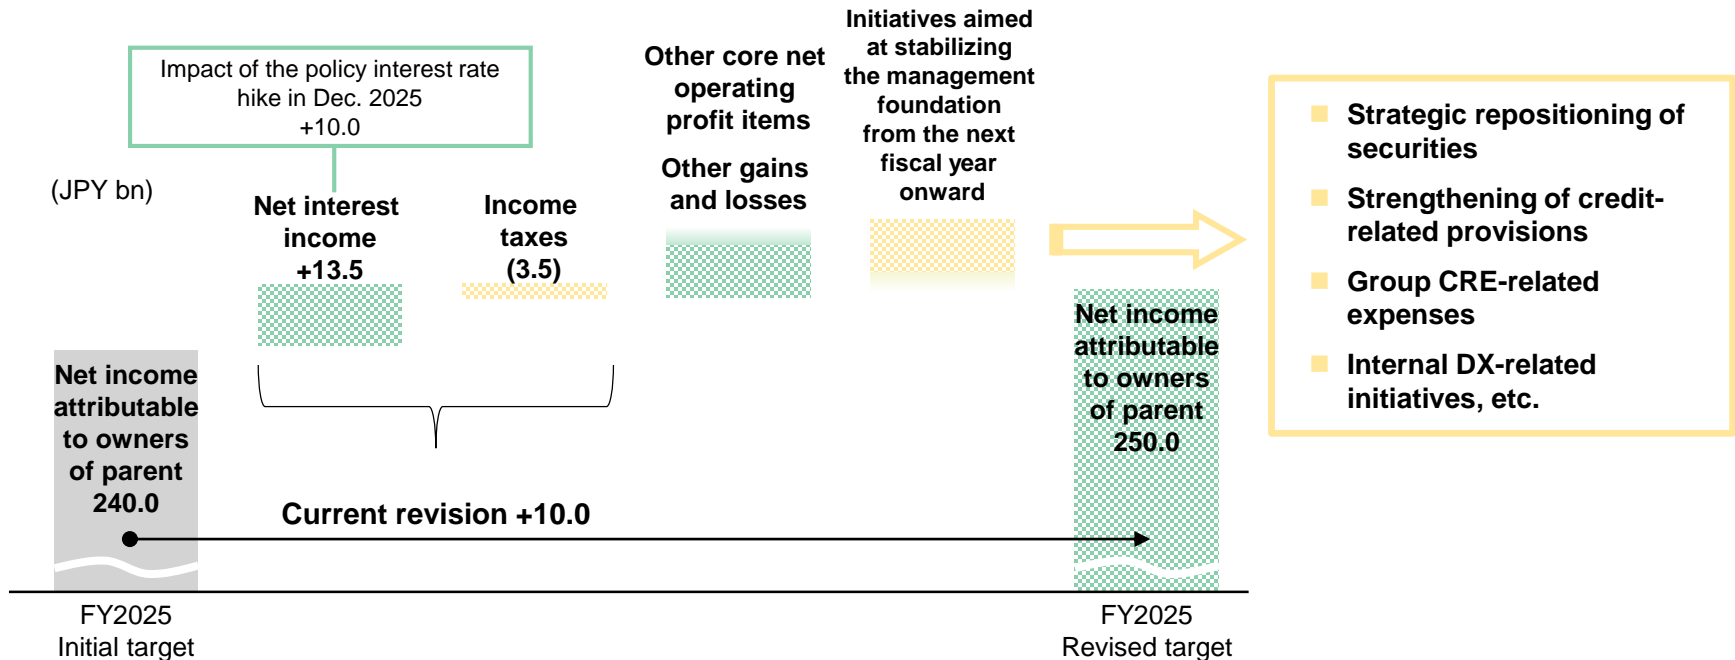 Impact of the policy interest rate
hike in Dec. 2025
+10.0
(JPY bn)
Net interest
income
+13.5
Income
taxes
(3.5)
Other core net
operating
profit items
Other gains
and losses
Initiatives aimed
at stabilizing
the management
foundation
from the next
fiscal year
onward
■ Strategic repositioning of
securities
■ Strengthening of credit-
related provisions
■ Group CRE-related
expenses
■ Internal DX-related
initiatives, etc.
Net income
attributable
to owners
of parent
240.0
Net income
attributable
to owners
of parent
250.0
Current revision +10.0
FY2025
Initial target
FY2025
Revised target